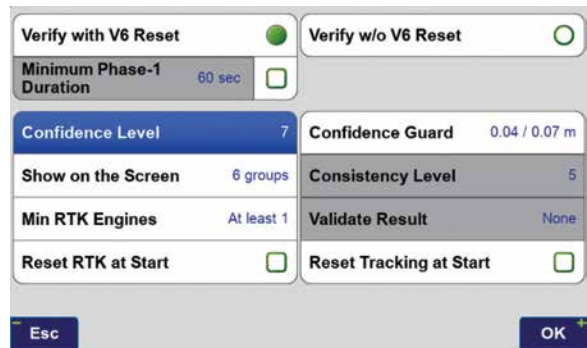 Verify with V6 Reset
Verify w/o V6 Reset
Minimum Phase-1
Duration
60 sec
Confidence Level 7
Confidence Guard 0.04 / 0.07 m
Show on the Screen 6 groups
Consistency Level 5
Min RTK Engines At least 1
Validate Result None
Reset RTK at Start
Reset Tracking at Start
- Esc
OK +